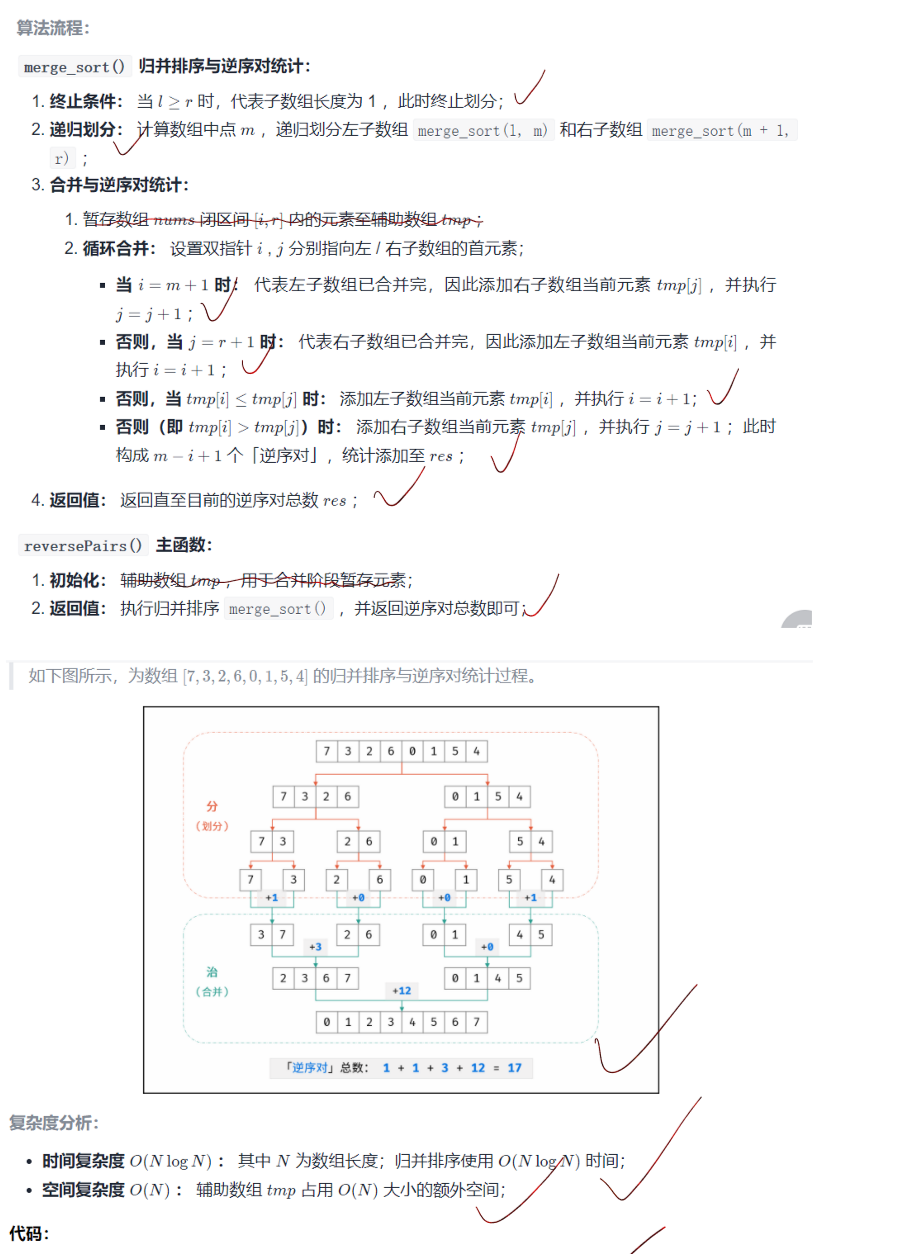 算法流程：
merge_sort() 归并排序与逆序对统计：
1. 终止条件： 当 l ≥ r 时，代表子数组长度为 1 ，此时终止划分；
2. 递归划分： 计算数组中点 m ，递归划分左子数组 merge_sort(l, m) 和右子数组 merge_sort(m + 1,
r) ；
3. 合并与逆序对统计：
1. 暂存数组 nums 闭区间 [i, r] 内的元素至辅助数组 tmp ；
2. 循环合并： 设置双指针 i , j 分别指向左 / 右子数组的首元素；
▪ 当 i = m + 1 时： 代表左子数组已合并完，因此添加右子数组当前元素 tmp[j] ，并执行
j = j + 1 ；
▪ 否则，当 j = r + 1 时： 代表右子数组已合并完，因此添加左子数组当前元素 tmp[i] ，并
执行 i = i + 1 ；
▪ 否则，当 tmp[i] ≤ tmp[j] 时： 添加左子数组当前元素 tmp[i] ，并执行 i = i + 1；
▪ 否则（即 tmp[i] > tmp[j]）时： 添加右子数组当前元素 tmp[j] ，并执行 j = j + 1 ；此时
构成 m − i + 1 个「逆序对」，统计添加至 res ；
4. 返回值： 返回直至目前的逆序对总数 res ；
reversePairs() 主函数：
1. 初始化： 辅助数组 tmp ，用于合并阶段暂存元素；
2. 返回值： 执行归并排序 merge_sort() ，并返回逆序对总数即可；
如下图所示，为数组 [7, 3, 2, 6, 0, 1, 5, 4] 的归并排序与逆序对统计过程。
7 3 2 6 0 1 5 4
7 3 2 6 0 1 5 4
分
（划分）
7 3 2 6 0 1 5 4
7 3 2 6 0 1 5 4
+1 +0 +0 +1
3 7 2 6 0 1 4 5
+3 +0
治
（合并）
2 3 6 7 0 1 4 5
+12
0 1 2 3 4 5 6 7
「逆序对」总数： 1 + 1 + 3 + 12 = 17
复杂度分析：
• 时间复杂度 O(N log N) ： 其中 N 为数组长度；归并排序使用 O(N log N) 时间；
• 空间复杂度 O(N) ： 辅助数组 tmp 占用 O(N) 大小的额外空间；
代码：